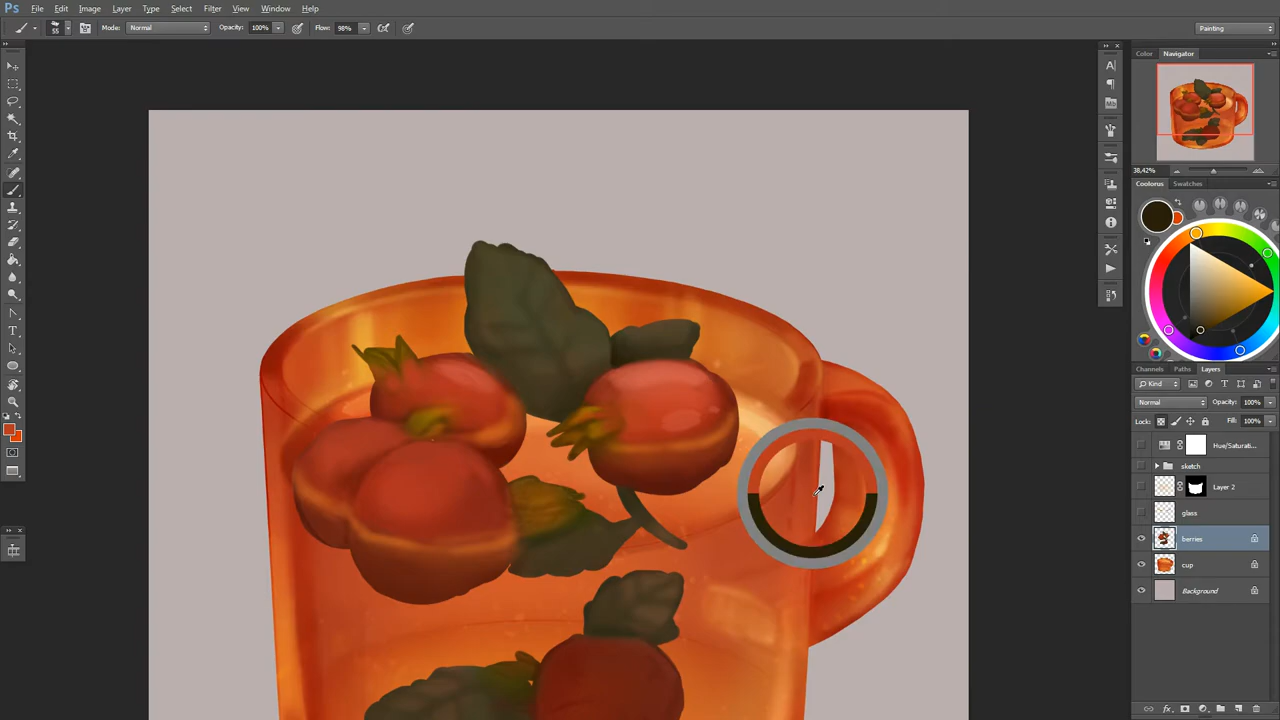 Ps File Edit Image Layer Type Select Filter View Window Help
55 Mode: Normal Opacity: 100% Flow: 98% Painting
Color Navigator
38,42%
Coolorus Swatches
Channels Paths Layers
Kind
Normal Opacity: 100%
Lock: Fill: 100%
Hue/Saturati...
sketch
Layer 2
glass
berries
cup
Background